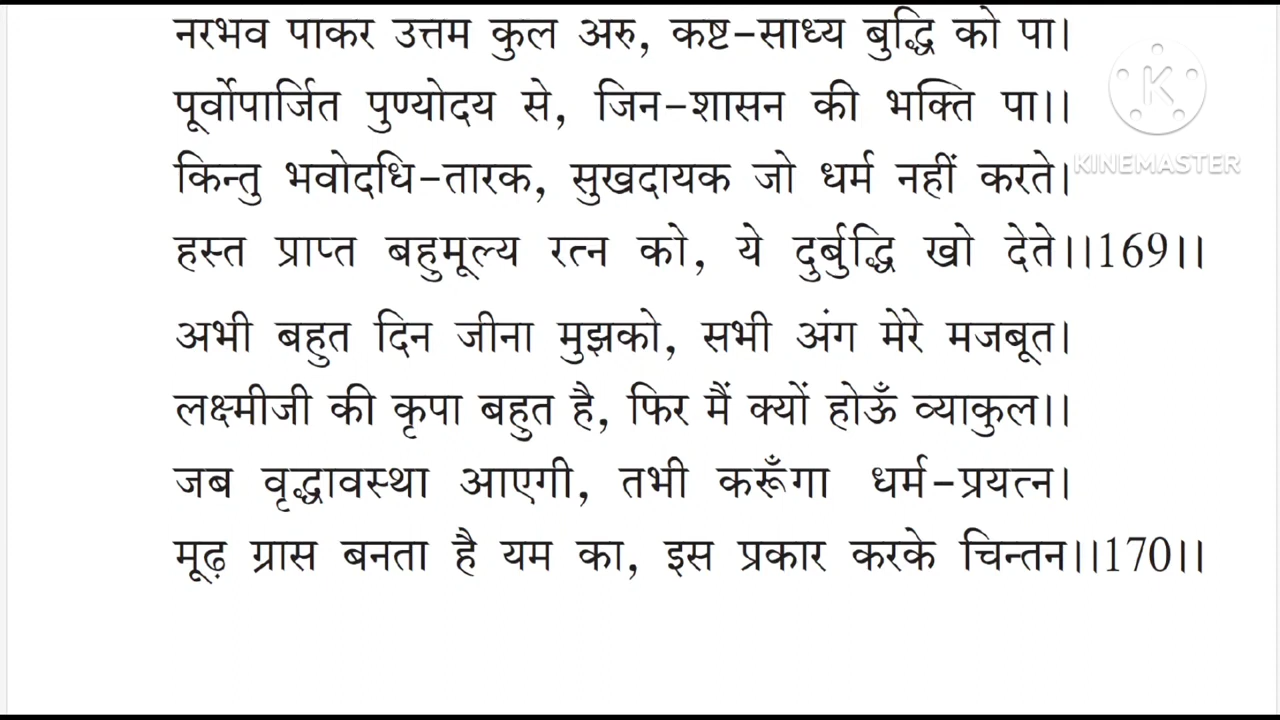 नरभव पाकर उत्तम कुल अरु, कष्ट-साध्य बुद्धि को पा।
पूर्वोपार्जित पुण्योदय से, जिन-शासन की भक्ति पा।।
किन्तु भवोदधि-तारक, सुखदायक जो धर्म नहीं करते।
हस्त प्राप्त बहुमूल्य रत्न को, ये दुर्बुद्धि खो देते।।169।।
अभी बहुत दिन जीना मुझको, सभी अंग मेरे मजबूत।
लक्ष्मीजी की कृपा बहुत है, फिर मैं क्यों होऊँ व्याकुल।।
जब वृद्धावस्था आएगी, तभी करूँगा धर्म-प्रयत्न।
मूढ़ ग्रास बनता है यम का, इस प्रकार करके चिन्तन।।170।।
K
KINEMASTER